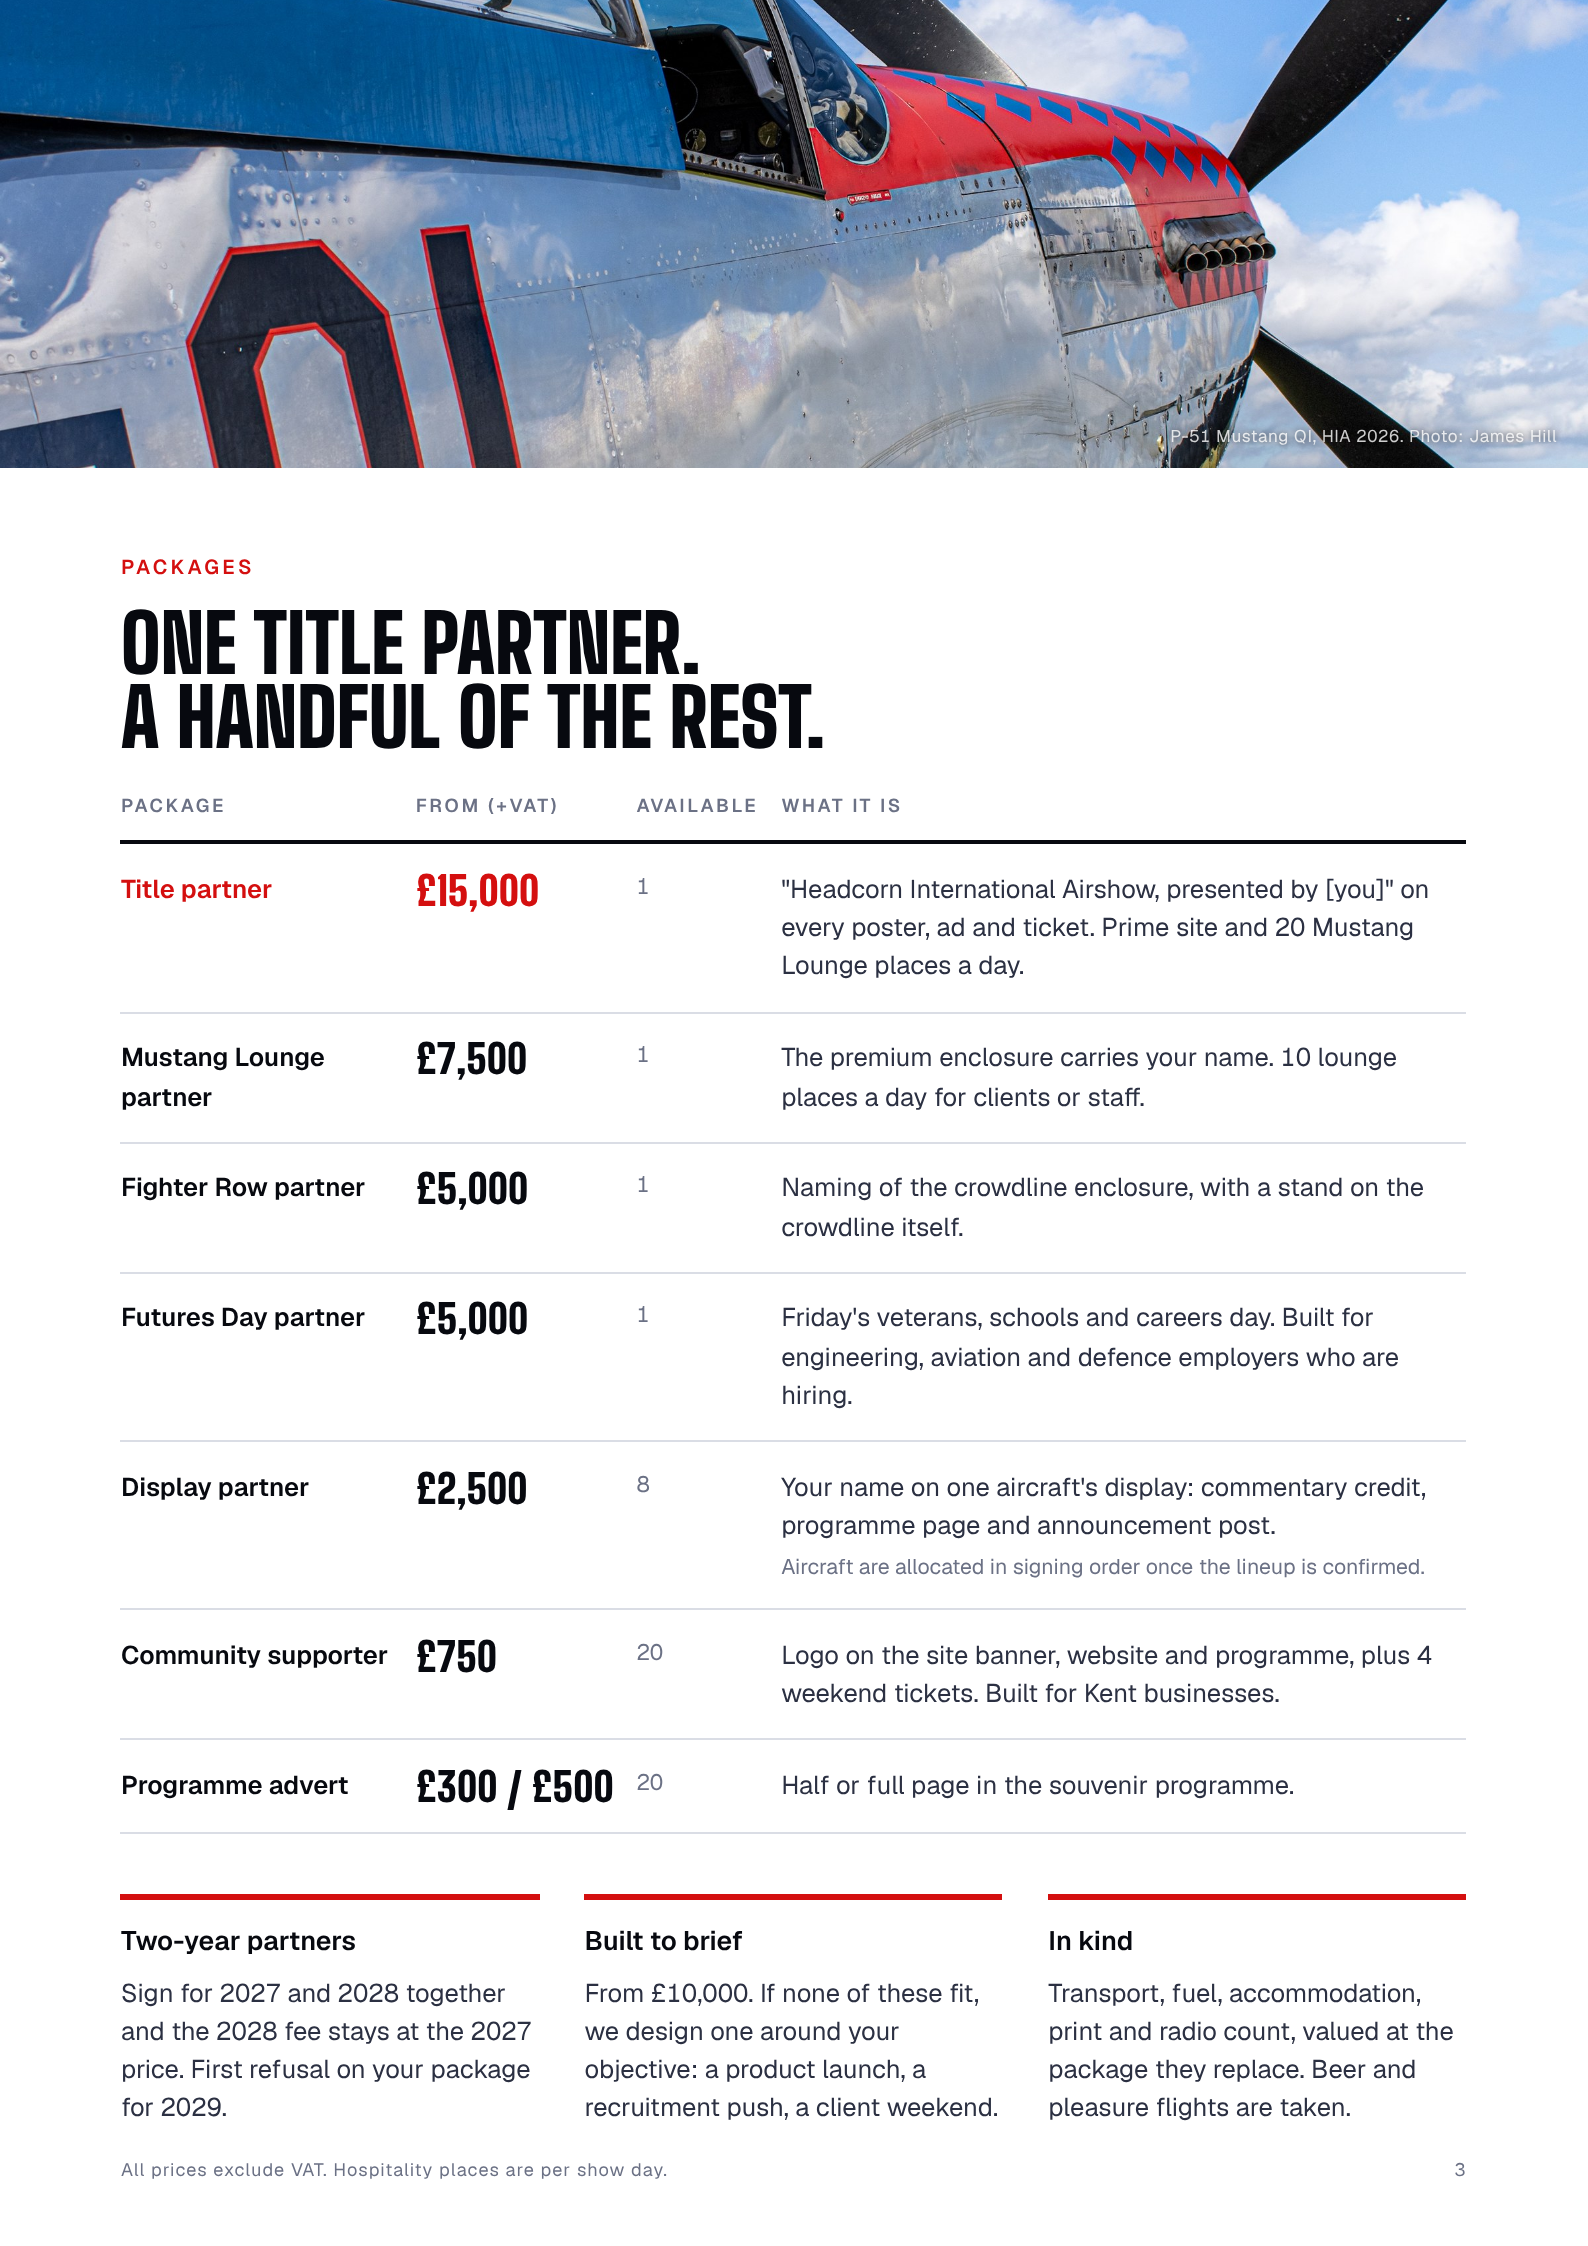 QI
P-51 Mustang QI, HIA 2026. Photo: James Hill
PACKAGES
ONE TITLE PARTNER.
A HANDFUL OF THE REST.
PACKAGE FROM (+VAT) AVAILABLE WHAT IT IS
Title partner £15,000 1 "Headcorn International Airshow, presented by [you]" on
every poster, ad and ticket. Prime site and 20 Mustang
Lounge places a day.
Mustang Lounge £7,500 1 The premium enclosure carries your name. 10 lounge
partner places a day for clients or staff.
Fighter Row partner £5,000 1 Naming of the crowdline enclosure, with a stand on the
crowdline itself.
Futures Day partner £5,000 1 Friday's veterans, schools and careers day. Built for
engineering, aviation and defence employers who are
hiring.
Display partner £2,500 8 Your name on one aircraft's display: commentary credit,
programme page and announcement post.
Aircraft are allocated in signing order once the lineup is confirmed.
Community supporter £750 20 Logo on the site banner, website and programme, plus 4
weekend tickets. Built for Kent businesses.
Programme advert £300 / £500 20 Half or full page in the souvenir programme.
Two-year partners
Sign for 2027 and 2028 together
and the 2028 fee stays at the 2027
price. First refusal on your package
for 2029.
Built to brief
From £10,000. If none of these fit,
we design one around your
objective: a product launch, a
recruitment push, a client weekend.
In kind
Transport, fuel, accommodation,
print and radio count, valued at the
package they replace. Beer and
pleasure flights are taken.
All prices exclude VAT. Hospitality places are per show day.
3